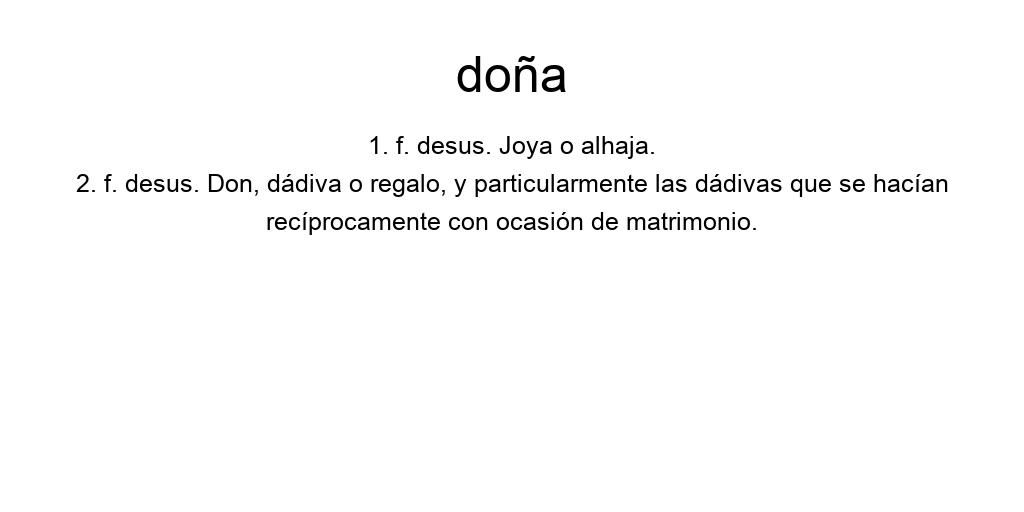 doña
1. f. desus. Joya o alhaja.
2. f. desus. Don, dádiva o regalo, y particularmente las dádivas que se hacían
recíprocamente con ocasión de matrimonio.